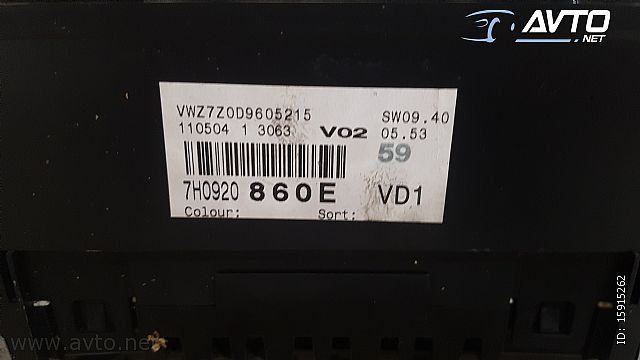 AVTO
.NET
VWZ7Z0D9605215 SW09.40
110504 1 3063 V02 05.53
59
7H0920 860E VD1
Colour: Sort:
ID: 15915262
www.avto.net